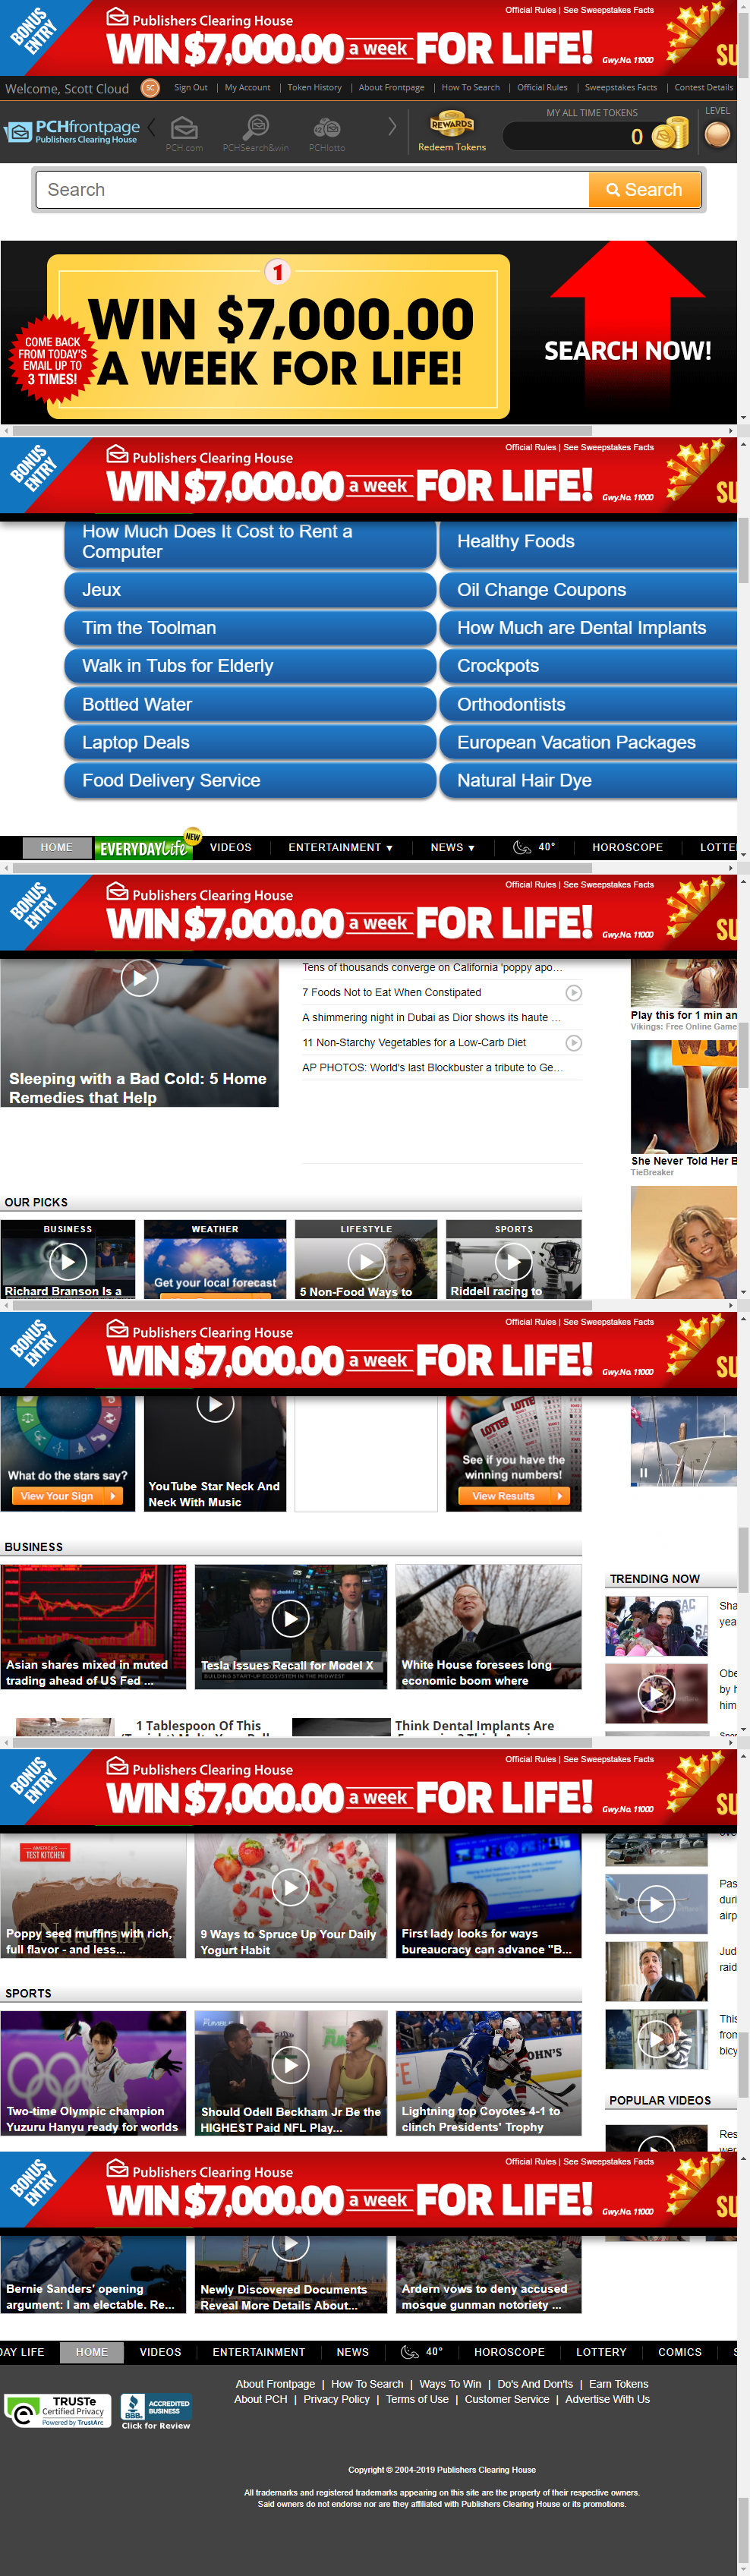 BONUS
ENTRY
Publishers Clearing House
Official Rules | See Sweepstakes Facts
WIN $7,000.00 a week FOR LIFE!
Gwy.No. 11000
SU
Welcome, Scott Cloud
SC
Sign Out | My Account | Token History | About Frontpage | How To Search | Official Rules | Sweepstakes Facts | Contest Details
PCHfrontpage
Publishers Clearing House
PCH.com
PCHSearch&win
PCHlotto
REWARDS
Redeem Tokens
MY ALL TIME TOKENS
0
LEVEL
Search
Search
1
WIN $7,000.00
A WEEK FOR LIFE!
COME BACK
FROM TODAY'S
EMAIL UP TO
3 TIMES!
SEARCH NOW!
BONUS
ENTRY
Publishers Clearing House
Official Rules | See Sweepstakes Facts
WIN $7,000.00 a week FOR LIFE!
Gwy.No. 11000
SU
How Much Does It Cost to Rent a
Computer
Healthy Foods
Jeux
Oil Change Coupons
Tim the Toolman
How Much are Dental Implants
Walk in Tubs for Elderly
Crockpots
Bottled Water
Orthodontists
Laptop Deals
European Vacation Packages
Food Delivery Service
Natural Hair Dye
HOME
EVERYDAYLife
NEW
VIDEOS
ENTERTAINMENT
NEWS
40°
HOROSCOPE
LOTTE
BONUS
ENTRY
Publishers Clearing House
Official Rules | See Sweepstakes Facts
WIN $7,000.00 a week FOR LIFE!
Gwy.No. 11000
SU
Sleeping with a Bad Cold: 5 Home
Remedies that Help
Tens of thousands converge on California 'poppy apo...
7 Foods Not to Eat When Constipated
A shimmering night in Dubai as Dior shows its haute ...
11 Non-Starchy Vegetables for a Low-Carb Diet
AP PHOTOS: World's last Blockbuster a tribute to Ge...
Play this for 1 min an
Vikings: Free Online Game
She Never Told Her B
TieBreaker
OUR PICKS
BUSINESS
Richard Branson Is a
WEATHER
Get your local forecast
LIFESTYLE
5 Non-Food Ways to
SPORTS
Riddell racing to
BONUS
ENTRY
Publishers Clearing House
Official Rules | See Sweepstakes Facts
WIN $7,000.00 a week FOR LIFE!
Gwy.No. 11000
SU
What do the stars say?
View Your Sign
YouTube Star Neck And
Neck With Music
LOTTO
LOTTE
See if you have the
winning numbers!
View Results
BUSINESS
Asian shares mixed in muted
trading ahead of US Fed ...
Tesla Issues Recall for Model X
BUILDING START-UP ECOSYSTEM IN THE MIDWEST
White House foresees long
economic boom where
TRENDING NOW
Sha
yea
Obe
by h
him
1 Tablespoon Of This
Think Dental Implants Are
BONUS
ENTRY
Publishers Clearing House
Official Rules | See Sweepstakes Facts
WIN $7,000.00 a week FOR LIFE!
Gwy.No. 11000
SU
AMERICA'S
TEST KITCHEN
Naturally
Poppy seed muffins with rich,
full flavor - and less...
9 Ways to Spruce Up Your Daily
Yogurt Habit
First lady looks for ways
bureaucracy can advance "B...
Pas
duri
airp
Jud
raid
This
from
bicy
SPORTS
Two-time Olympic champion
Yuzuru Hanyu ready for worlds
Should Odell Beckham Jr Be the
HIGHEST Paid NFL Play...
OHN'S
Lightning top Coyotes 4-1 to
clinch Presidents' Trophy
POPULAR VIDEOS
Res
BONUS
ENTRY
Publishers Clearing House
Official Rules | See Sweepstakes Facts
WIN $7,000.00 a week FOR LIFE!
Gwy.No. 11000
SU
Bernie Sanders' opening
argument: I am electable. Re...
Newly Discovered Documents
Reveal More Details About...
Ardern vows to deny accused
mosque gunman notoriety ...
DAY LIFE
HOME
VIDEOS
ENTERTAINMENT
NEWS
40°
HOROSCOPE
LOTTERY
COMICS
S
About Frontpage | How To Search | Ways To Win | Do's And Don'ts | Earn Tokens
About PCH | Privacy Policy | Terms of Use | Customer Service | Advertise With Us
TRUSTe
Certified Privacy
Powered by TrustArc
BBB
ACCREDITED
BUSINESS
Click for Review
Copyright © 2004-2019 Publishers Clearing House
All trademarks and registered trademarks appearing on this site are the property of their respective owners.
Said owners do not endorse nor are they affiliated with Publishers Clearing House or its promotions.